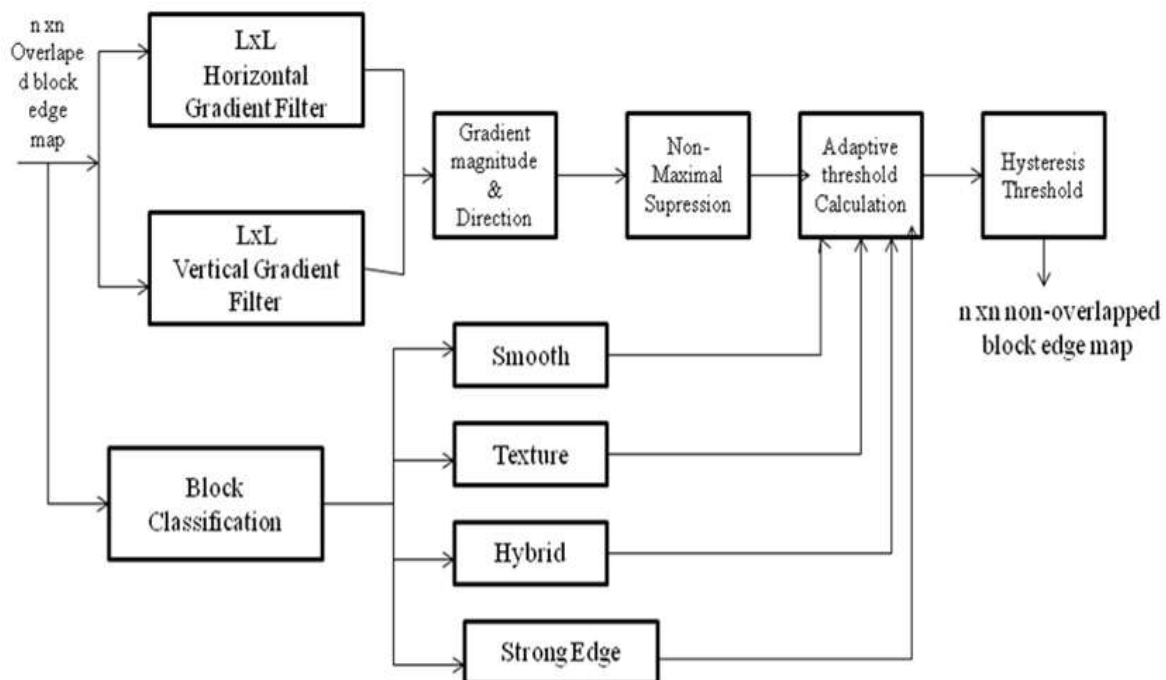 n xn
Overlape
d block
edge
map
LxL
Horizontal
Gradient Filter
LxL
Vertical Gradient
Filter
Gradient
magnitude
&
Direction
Non-
Maximal
Supression
Adaptive
threshold
Calculation
Hysteresis
Threshold
n xn non-overlapped
block edge map
Smooth
Texture
Block
Classification
Hybrid
Strong Edge